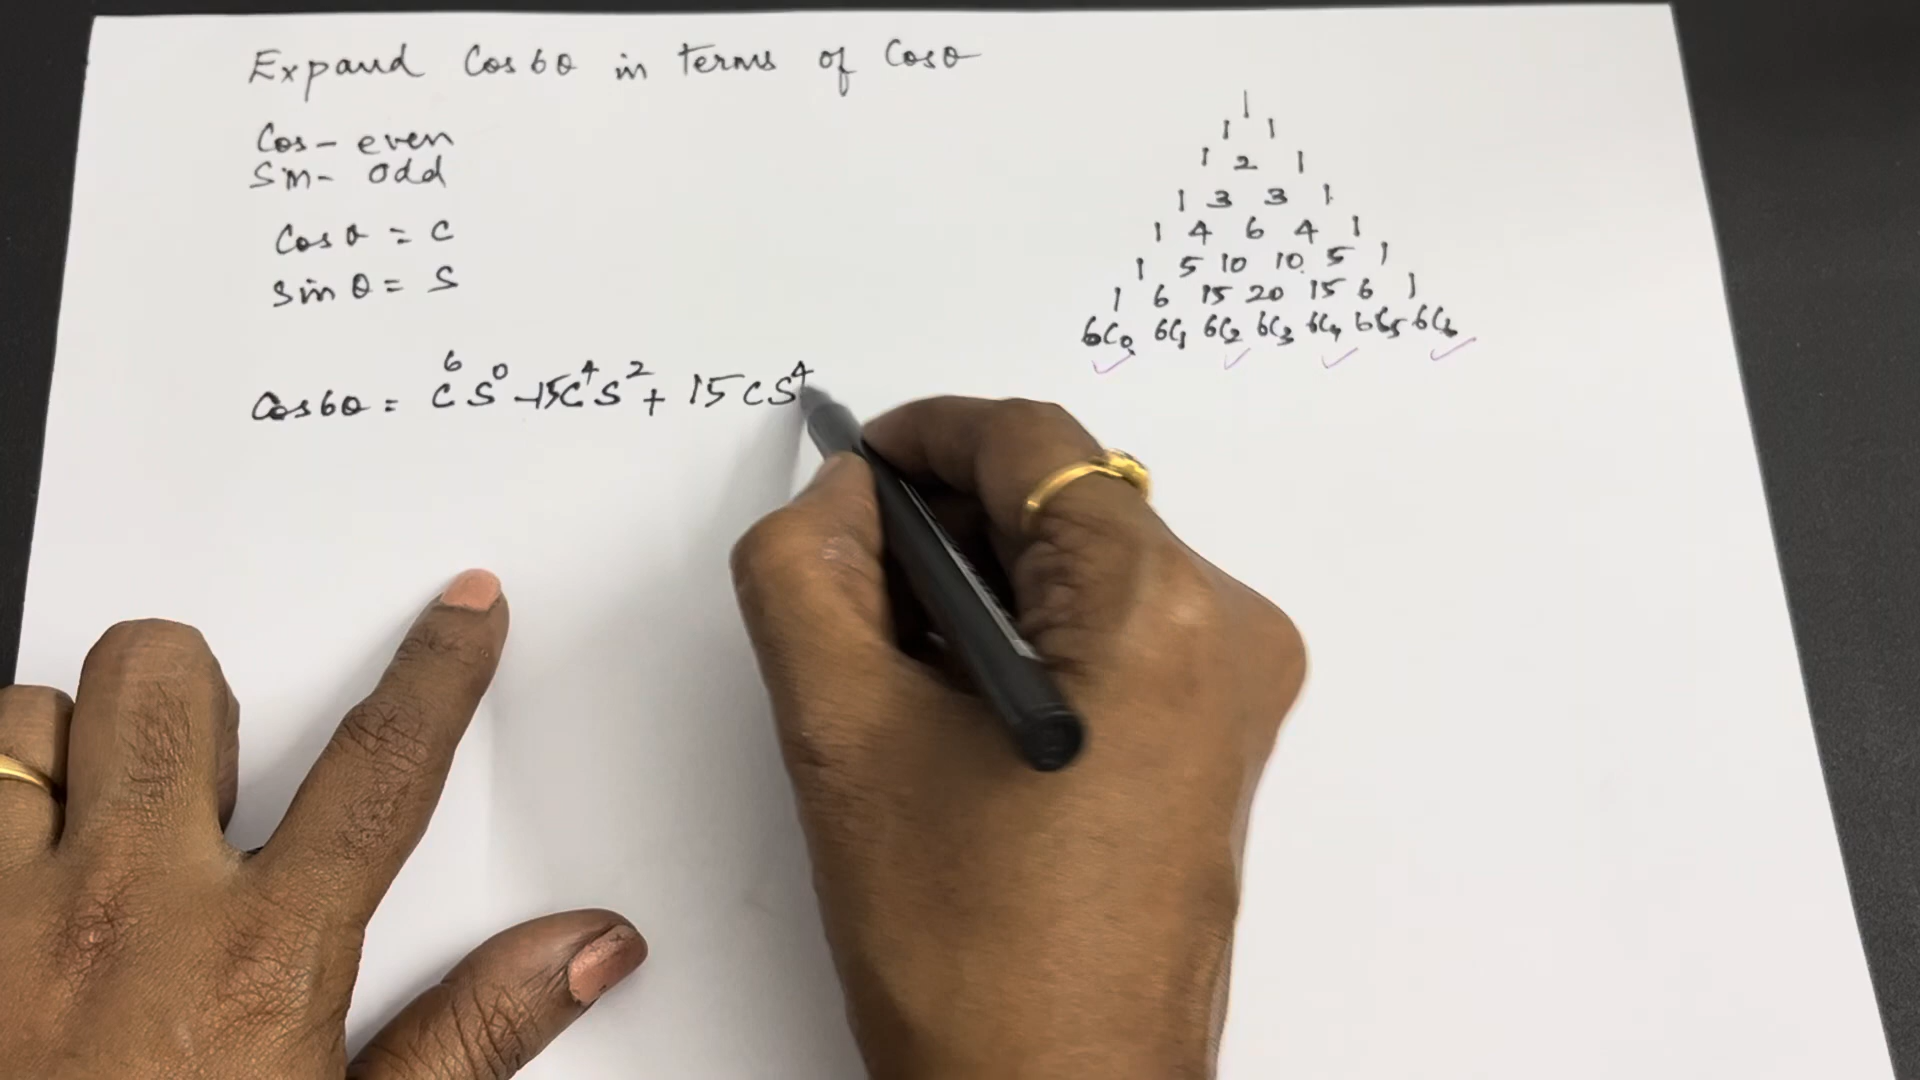 Expand Cos6θ in terms of Cosθ
Cos - even
Sin - odd
Cosθ = C
Sinθ = S
Cos6θ = C⁶S⁰ - 15C⁴S² + 15CS⁴
1
1 1
1 2 1
1 3 3 1
1 4 6 4 1
1 5 10 10 5 1
1 6 15 20 15 6 1
6C₀ 6C₁ 6C₂ 6C₃ 6C₄ 6C₅ 6C₆